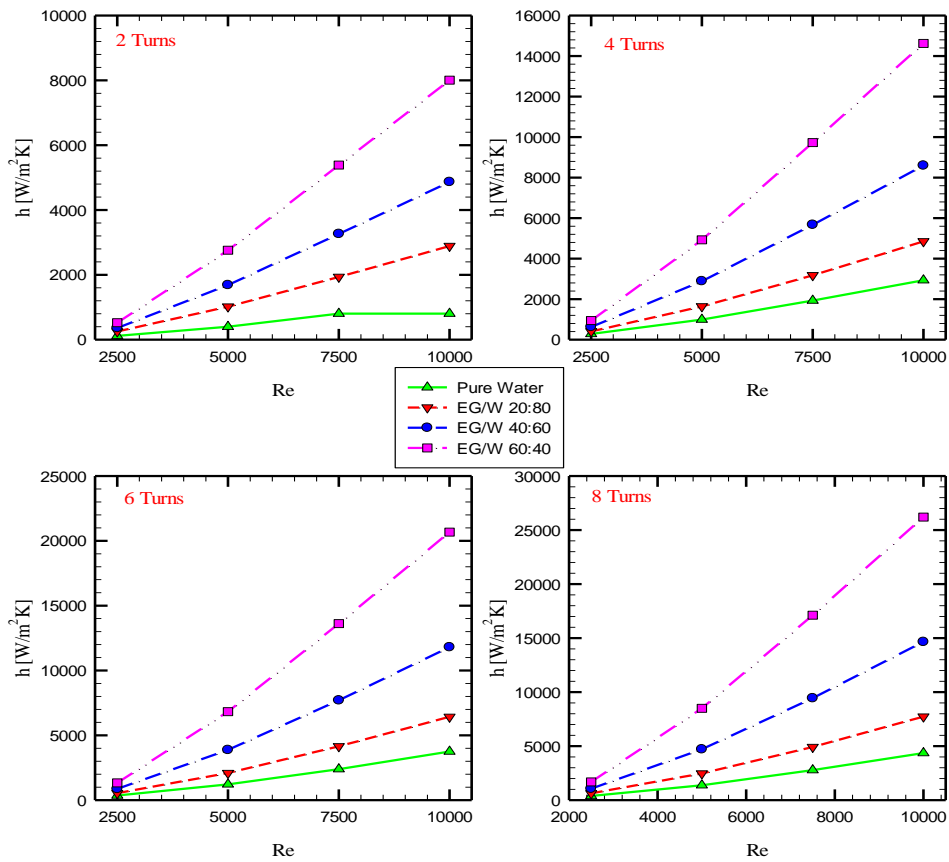 2 Turns
h [W/m²K]
10000
8000
6000
4000
2000
0
2500 5000 7500 10000
Re
4 Turns
h [W/m²K]
16000
14000
12000
10000
8000
6000
4000
2000
0
2500 5000 7500 10000
Re
Pure Water
EG/W 20:80
EG/W 40:60
EG/W 60:40
6 Turns
h [W/m²K]
25000
20000
15000
10000
5000
0
2500 5000 7500 10000
Re
8 Turns
h [W/m²K]
30000
25000
20000
15000
10000
5000
0
2000 4000 6000 8000 10000
Re